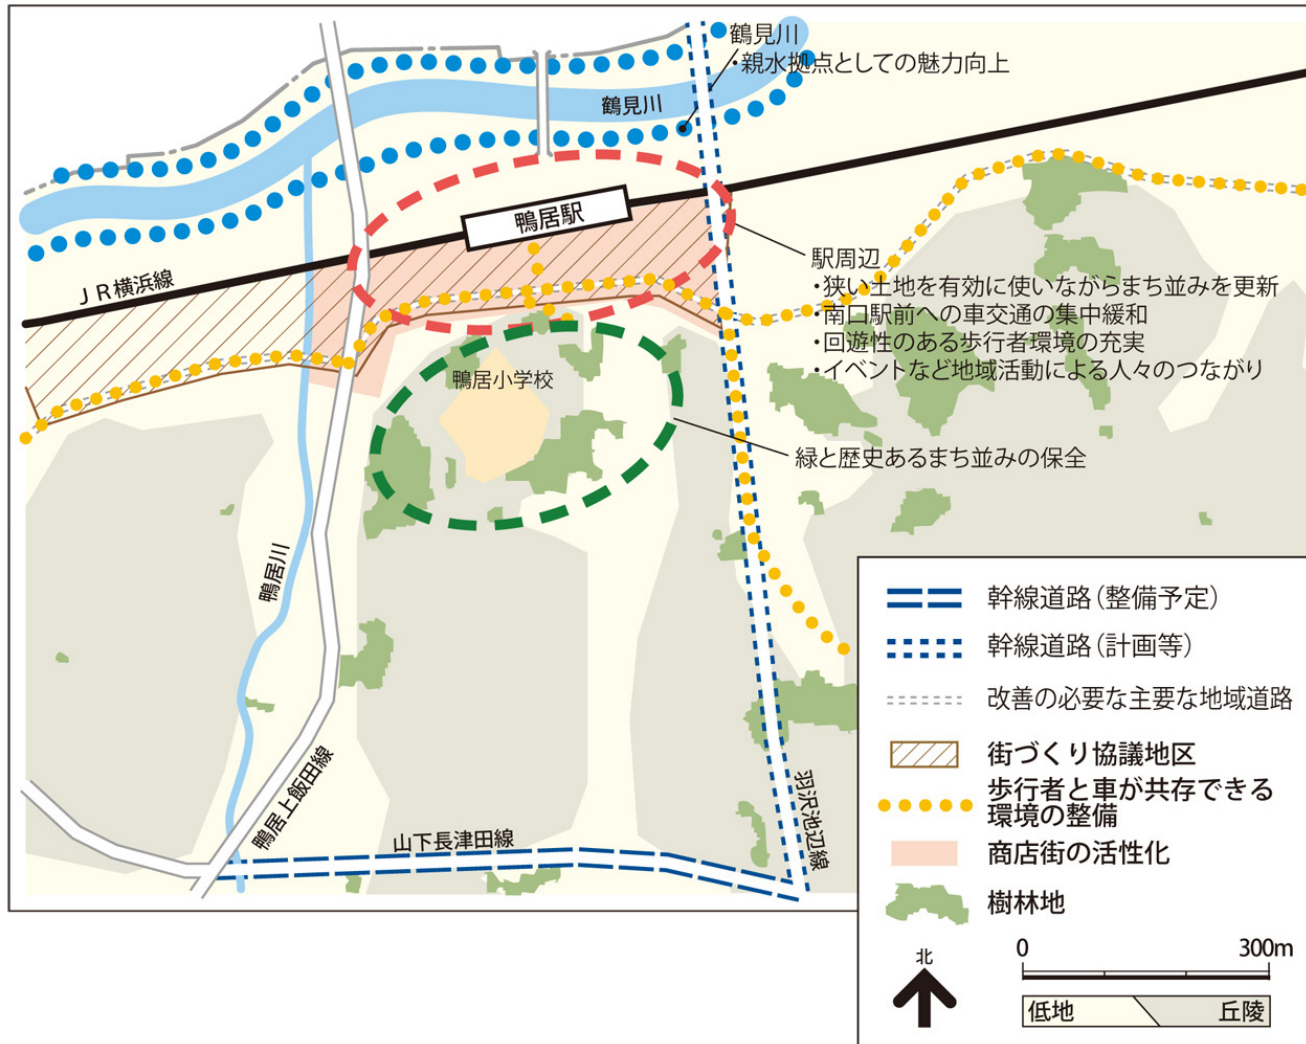 鶴見川
・親水拠点としての魅力向上
鶴見川
鴨居駅
JR横浜線
駅周辺
・狭い土地を有効に使いながらまち並みを更新
・南口駅前への車交通の集中緩和
・回遊性のある歩行者環境の充実
・イベントなど地域活動による人々のつながり
鴨居小学校
緑と歴史あるまち並みの保全
鴨居川
鴨居上飯田線
山下長津田線
羽沢池辺線
幹線道路(整備予定)
幹線道路(計画等)
改善の必要な主要な地域道路
街づくり協議地区
歩行者と車が共存できる
環境の整備
商店街の活性化
樹林地
北
0 300m
低地 丘陵